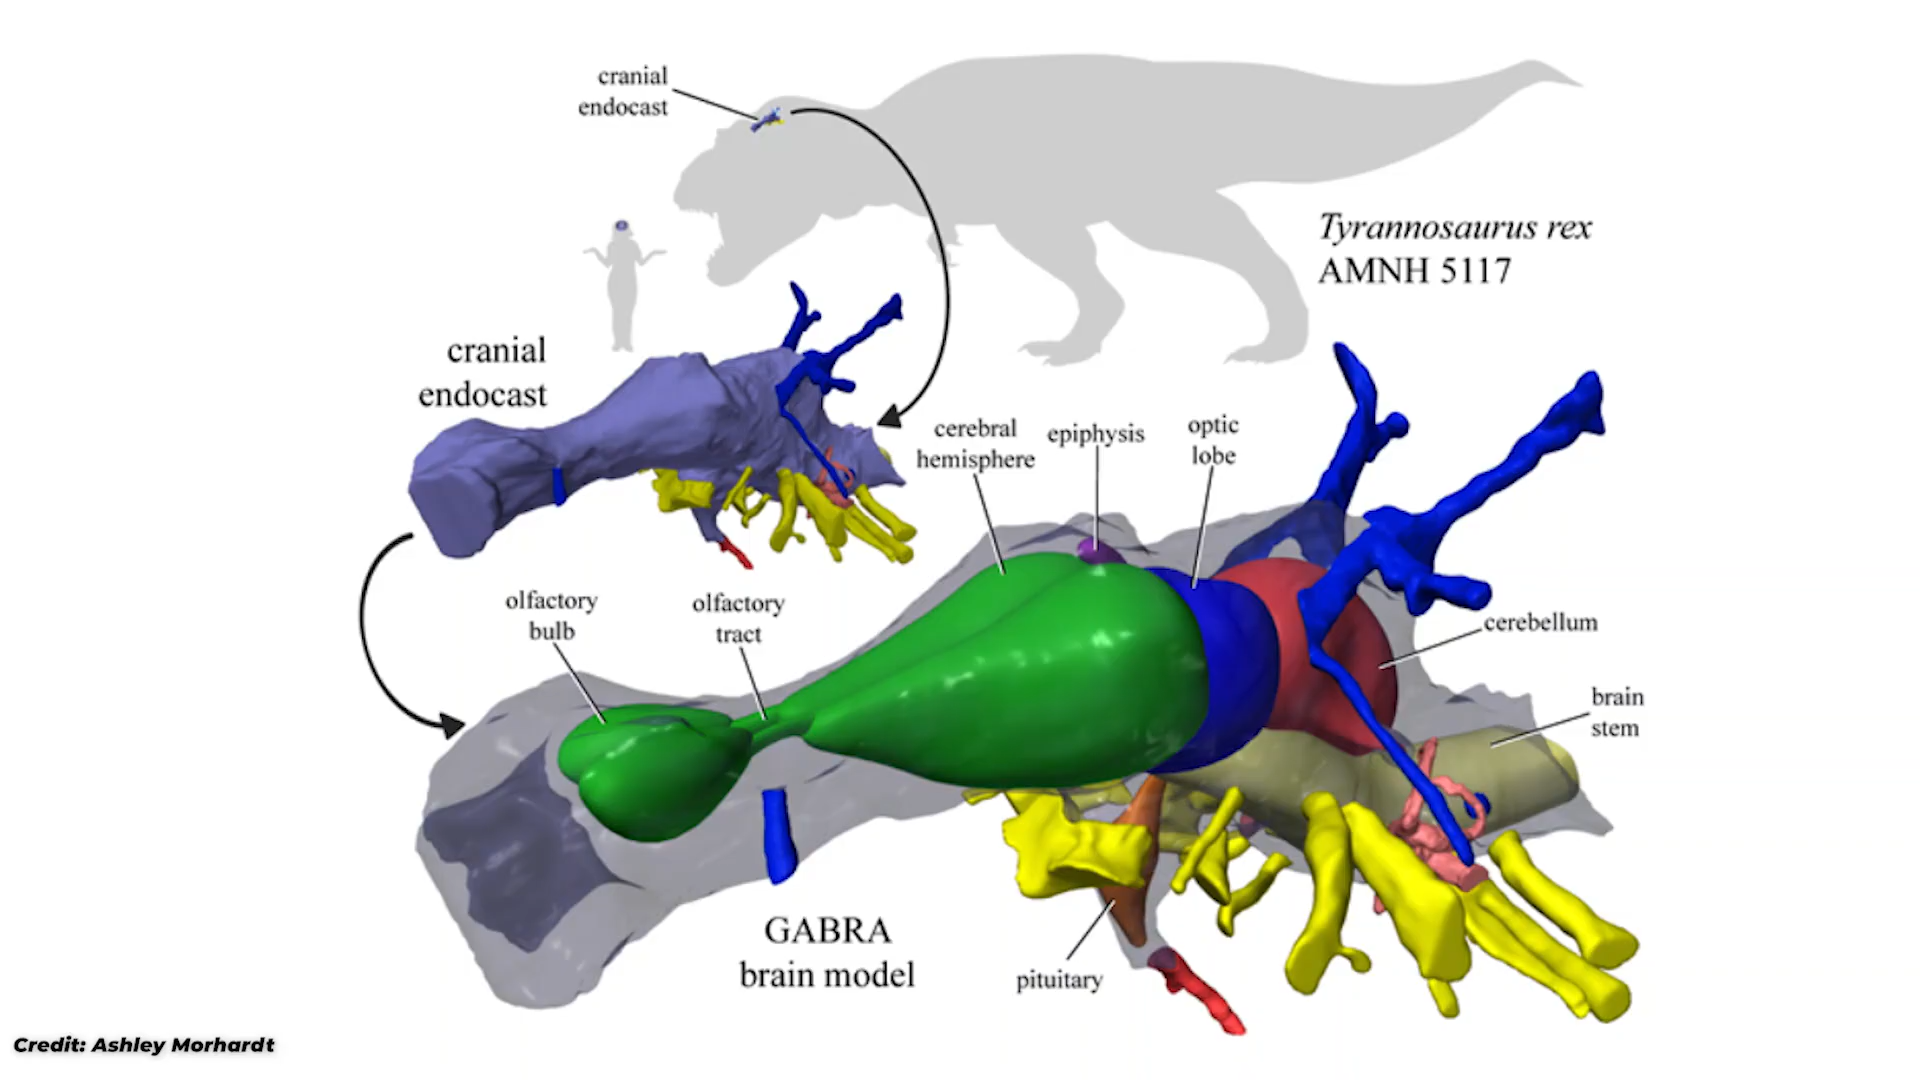 cranial
endocast
Tyrannosaurus rex
AMNH 5117
cranial
endocast
cerebral
hemisphere
epiphysis
optic
lobe
olfactory
bulb
olfactory
tract
cerebellum
brain
stem
GABRA
brain model
pituitary
Credit: Ashley Morhardt